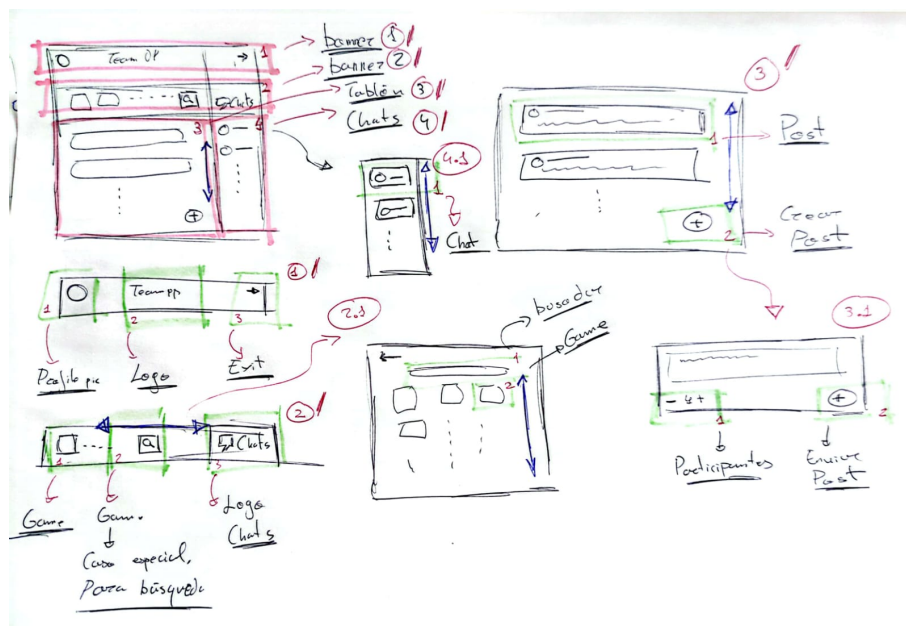 banner 1
banner 2
Tablón 3
Chats 4
1
Team
2
Chats
3
4
+
4.1
1
Chat
3
1
Post
+
2
Crear
Post
3.1
- 4 +
1
+
2
Participantes
Enviar
Post
1
Teampp
1
2
3
Profile pic
Logo
Exit
2.1
buscador
Game
1
2
2
Chats
1
2
3
Game
Game
Logo
Chats
Caso especial,
Para búsqueda